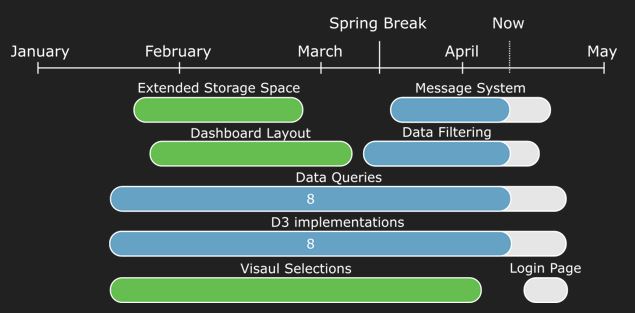 Spring Break Now
January February March April May
Extended Storage Space Message System
Dashboard Layout Data Filtering
Data Queries
8
D3 implementations
8
Visaul Selections Login Page